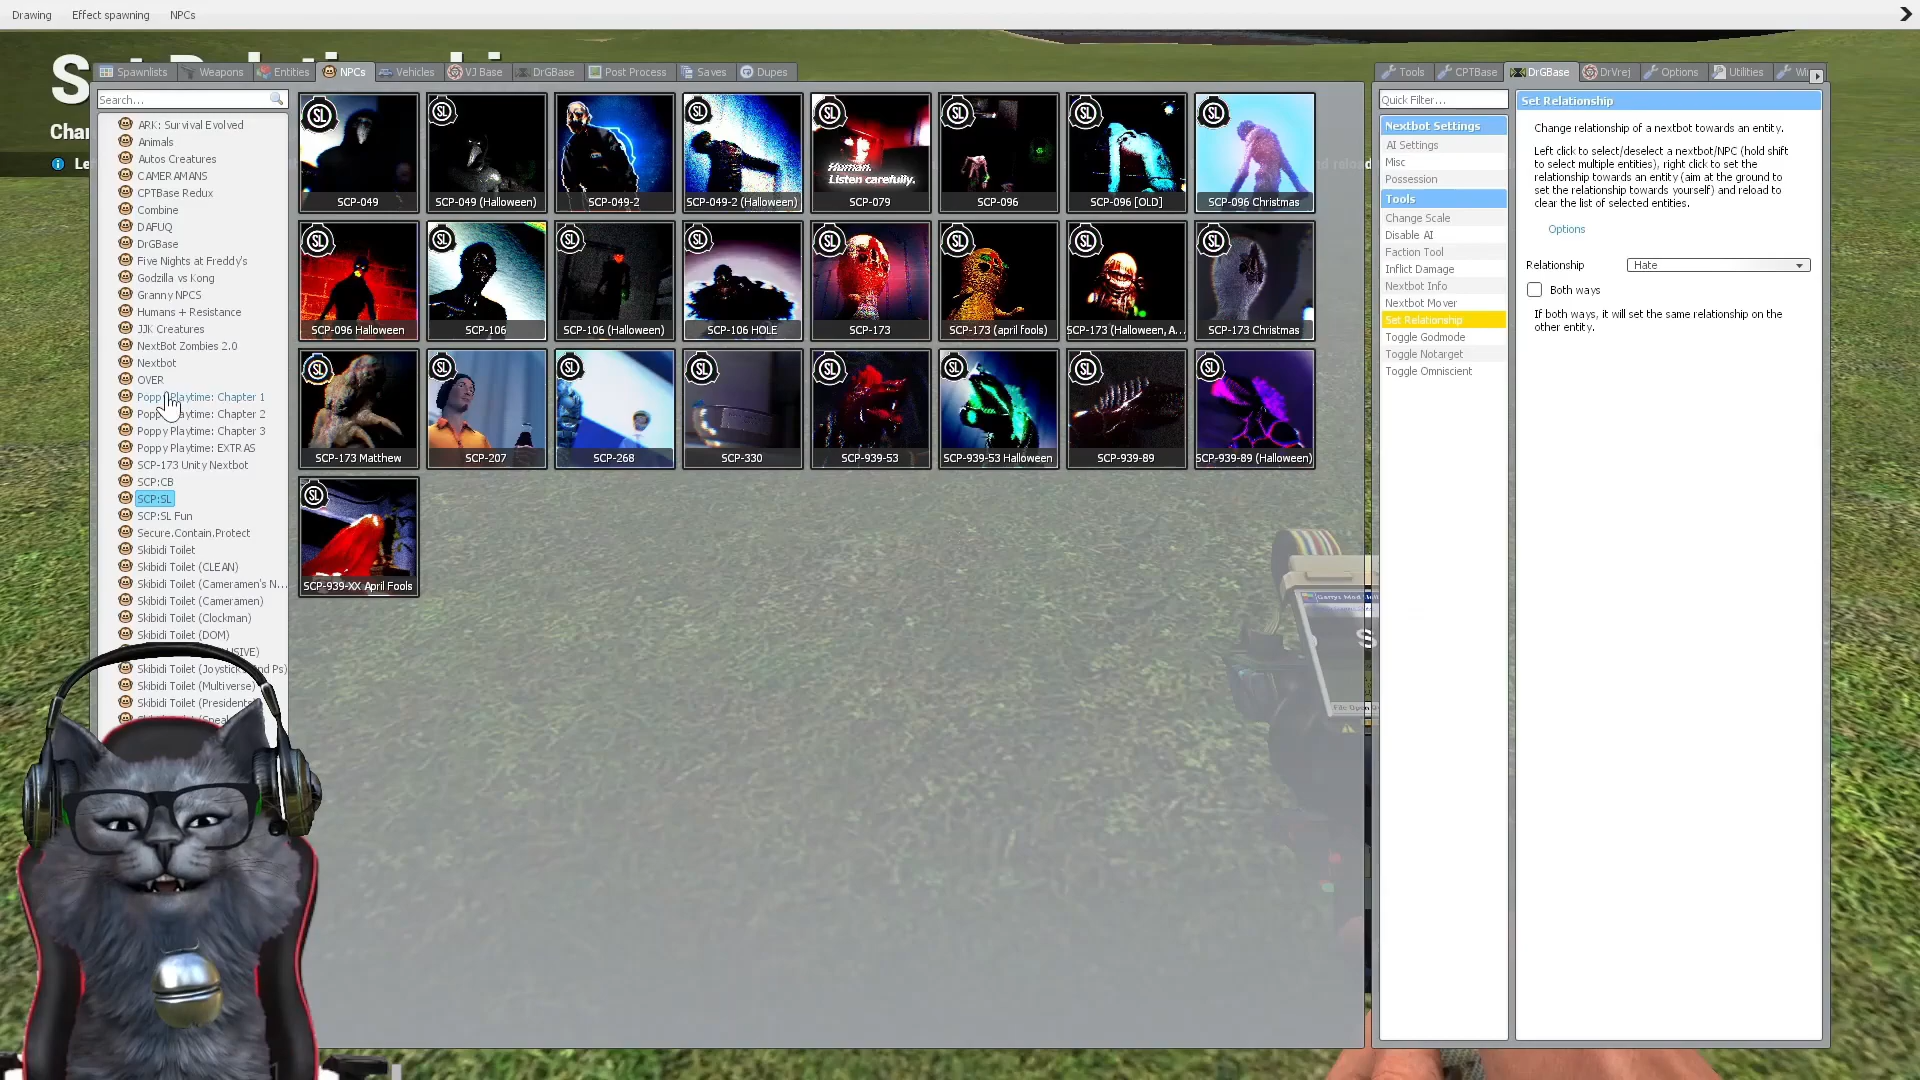 Drawing Effect spawning NPCs
Spawnlists Weapons Entities NPCs Vehicles VJ Base DrGBase Post Process Saves Dupes
Tools CPTBase DrGBase DrVrej Options Utilities
Search...
ARK: Survival Evolved
Animals
Autos Creatures
CAMERAMANS
CPTBase Redux
Combine
DAFUQ
DrGBase
Five Nights at Freddy's
Godzilla vs Kong
Granny NPCS
Humans + Resistance
JJK Creatures
NextBot Zombies 2.0
Nextbot
OVER
Poppy Playtime: Chapter 1
Poppy Playtime: Chapter 2
Poppy Playtime: Chapter 3
Poppy Playtime: EXTRAS
SCP-173 Unity Nextbot
SCP:CB
SCP:SL
SCP:SL Fun
Secure.Contain.Protect
Skibidi Toilet
Skibidi Toilet (CLEAN)
Skibidi Toilet (Cameramen's N...
Skibidi Toilet (Cameramen)
Skibidi Toilet (Clockman)
Skibidi Toilet (DOM)
Skibidi Toilet (Multiverse)
Skibidi Toilet (Presidents
SCP-049 SCP-049 (Halloween) SCP-049-2 SCP-049-2 (Halloween) SCP-079 SCP-096 SCP-096 [OLD] SCP-096 Christmas
Human.
Listen carefully.
SCP-096 Halloween SCP-106 SCP-106 (Halloween) SCP-106 HOLE SCP-173 SCP-173 (april fools) SCP-173 (Halloween, A... SCP-173 Christmas
SCP-173 Matthew SCP-207 SCP-268 SCP-330 SCP-939-53 SCP-939-53 Halloween SCP-939-89 SCP-939-89 (Halloween)
SCP-939-XX April Fools
Quick Filter...
Nextbot Settings
AI Settings
Misc
Possession
Tools
Change Scale
Disable AI
Faction Tool
Inflict Damage
Nextbot Info
Nextbot Mover
Set Relationship
Toggle Godmode
Toggle Notarget
Toggle Omniscient
Set Relationship
Change relationship of a nextbot towards an entity.
Left click to select/deselect a nextbot/NPC (hold shift
to select multiple entities), right click to set the
relationship towards an entity (aim at the ground to
set the relationship towards yourself) and reload to
clear the list of selected entities.
Options
Relationship Hate
Both ways
If both ways, it will set the same relationship on the
other entity.